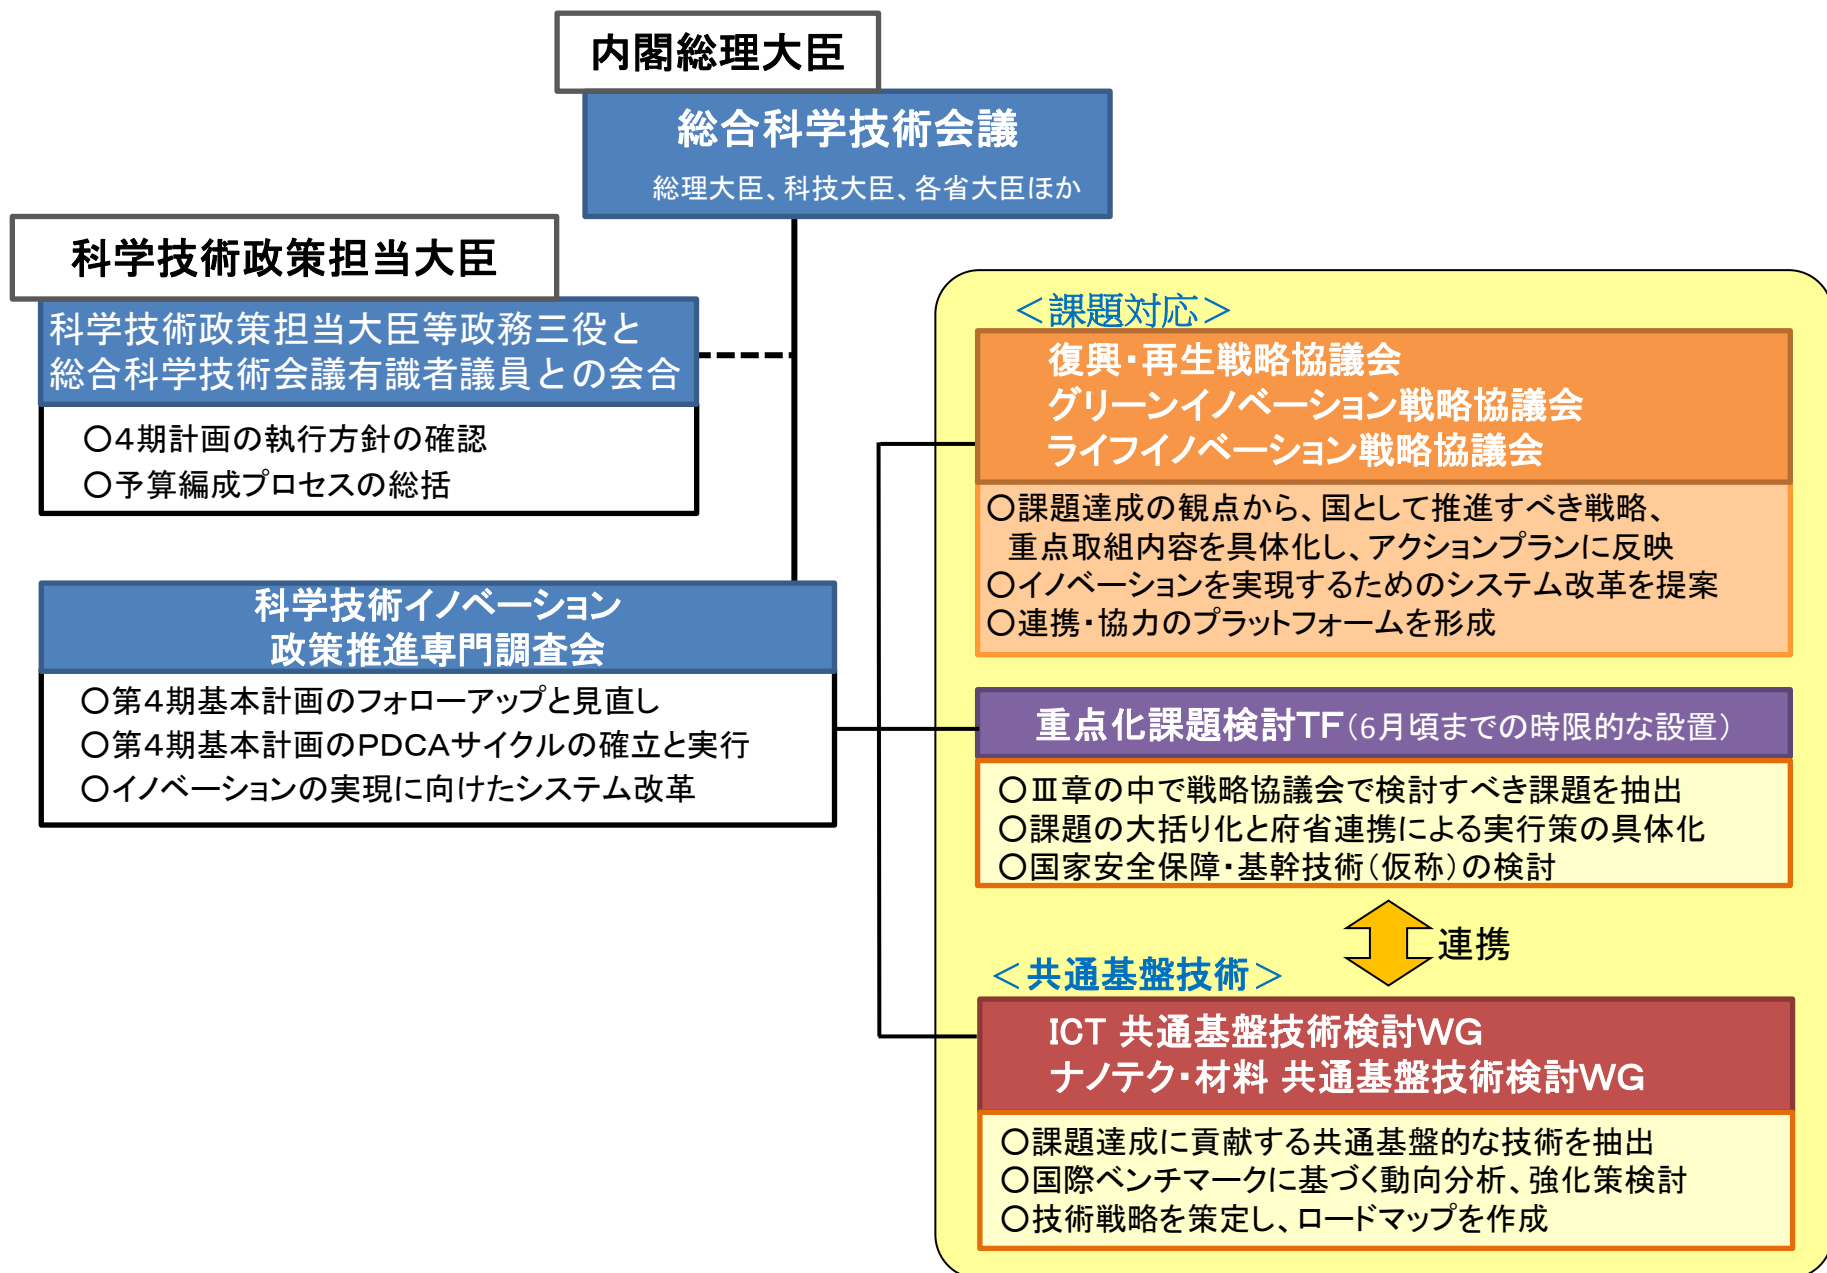 内閣総理大臣
総合科学技術会議
総理大臣、科技大臣、各省大臣ほか
科学技術政策担当大臣
科学技術政策担当大臣等政務三役と
総合科学技術会議有識者議員との会合
○4期計画の執行方針の確認
○予算編成プロセスの総括
科学技術イノベーション
政策推進専門調査会
○第4期基本計画のフォローアップと見直し
○第4期基本計画のPDCAサイクルの確立と実行
○イノベーションの実現に向けたシステム改革
＜課題対応＞
復興・再生戦略協議会
グリーンイノベーション戦略協議会
ライフイノベーション戦略協議会
○課題達成の観点から、国として推進すべき戦略、
重点取組内容を具体化し、アクションプランに反映
○イノベーションを実現するためのシステム改革を提案
○連携・協力のプラットフォームを形成
重点化課題検討TF（6月頃までの時限的な設置）
○Ⅲ章の中で戦略協議会で検討すべき課題を抽出
○課題の大括り化と府省連携による実行策の具体化
○国家安全保障・基幹技術（仮称）の検討
連携
＜共通基盤技術＞
ICT 共通基盤技術検討WG
ナノテク・材料 共通基盤技術検討WG
○課題達成に貢献する共通基盤的な技術を抽出
○国際ベンチマークに基づく動向分析、強化策検討
○技術戦略を策定し、ロードマップを作成